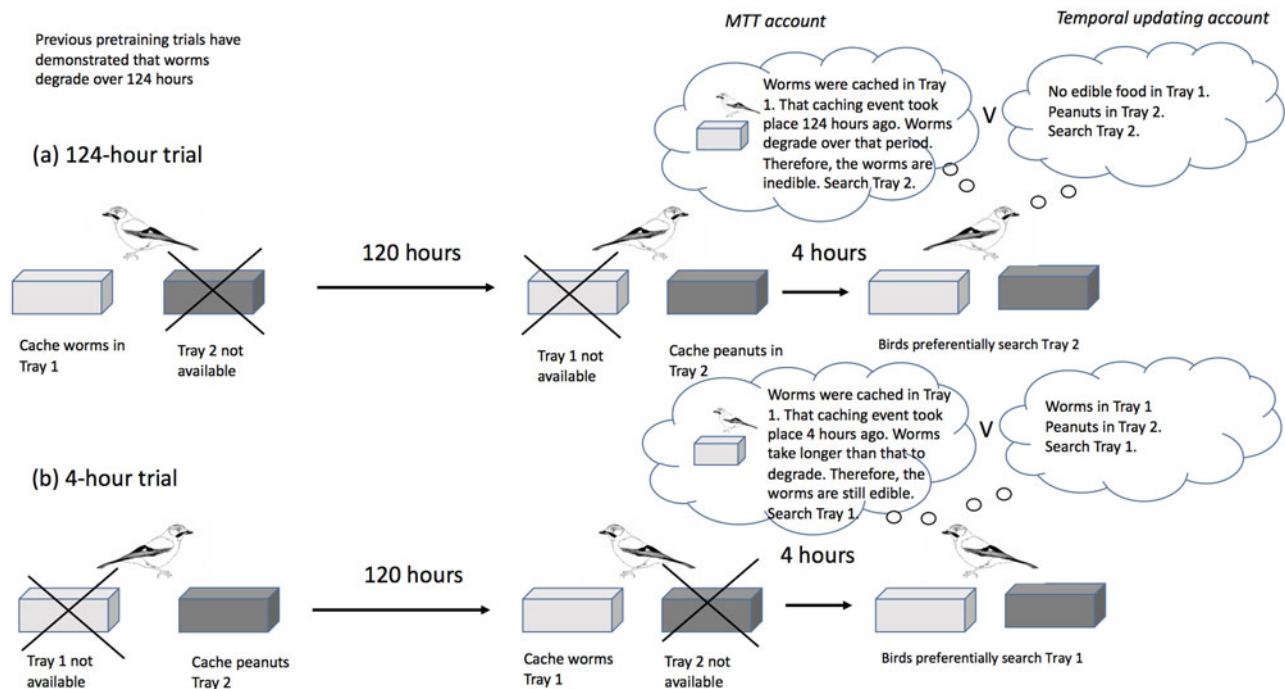 MTT account
Temporal updating account
Previous pretraining trials have
demonstrated that worms
degrade over 124 hours
Worms were cached in Tray
1. That caching event took
place 124 hours ago. Worms
degrade over that period.
Therefore, the worms are
inedible. Search Tray 2.
V
No edible food in Tray 1.
Peanuts in Tray 2.
Search Tray 2.
(a) 124-hour trial
120 hours
4 hours
Cache worms in
Tray 1
Tray 2 not
available
Tray 1 not
available
Cache peanuts in
Tray 2
Birds preferentially search Tray 2
Worms were cached in Tray
1. That caching event took
place 4 hours ago. Worms
take longer than that to
degrade. Therefore, the
worms are still edible.
Search Tray 1.
V
Worms in Tray 1
Peanuts in Tray 2.
Search Tray 1.
(b) 4-hour trial
120 hours
4 hours
Tray 1 not
available
Cache peanuts
Tray 2
Cache worms
Tray 1
Tray 2 not
available
Birds preferentially search Tray 1